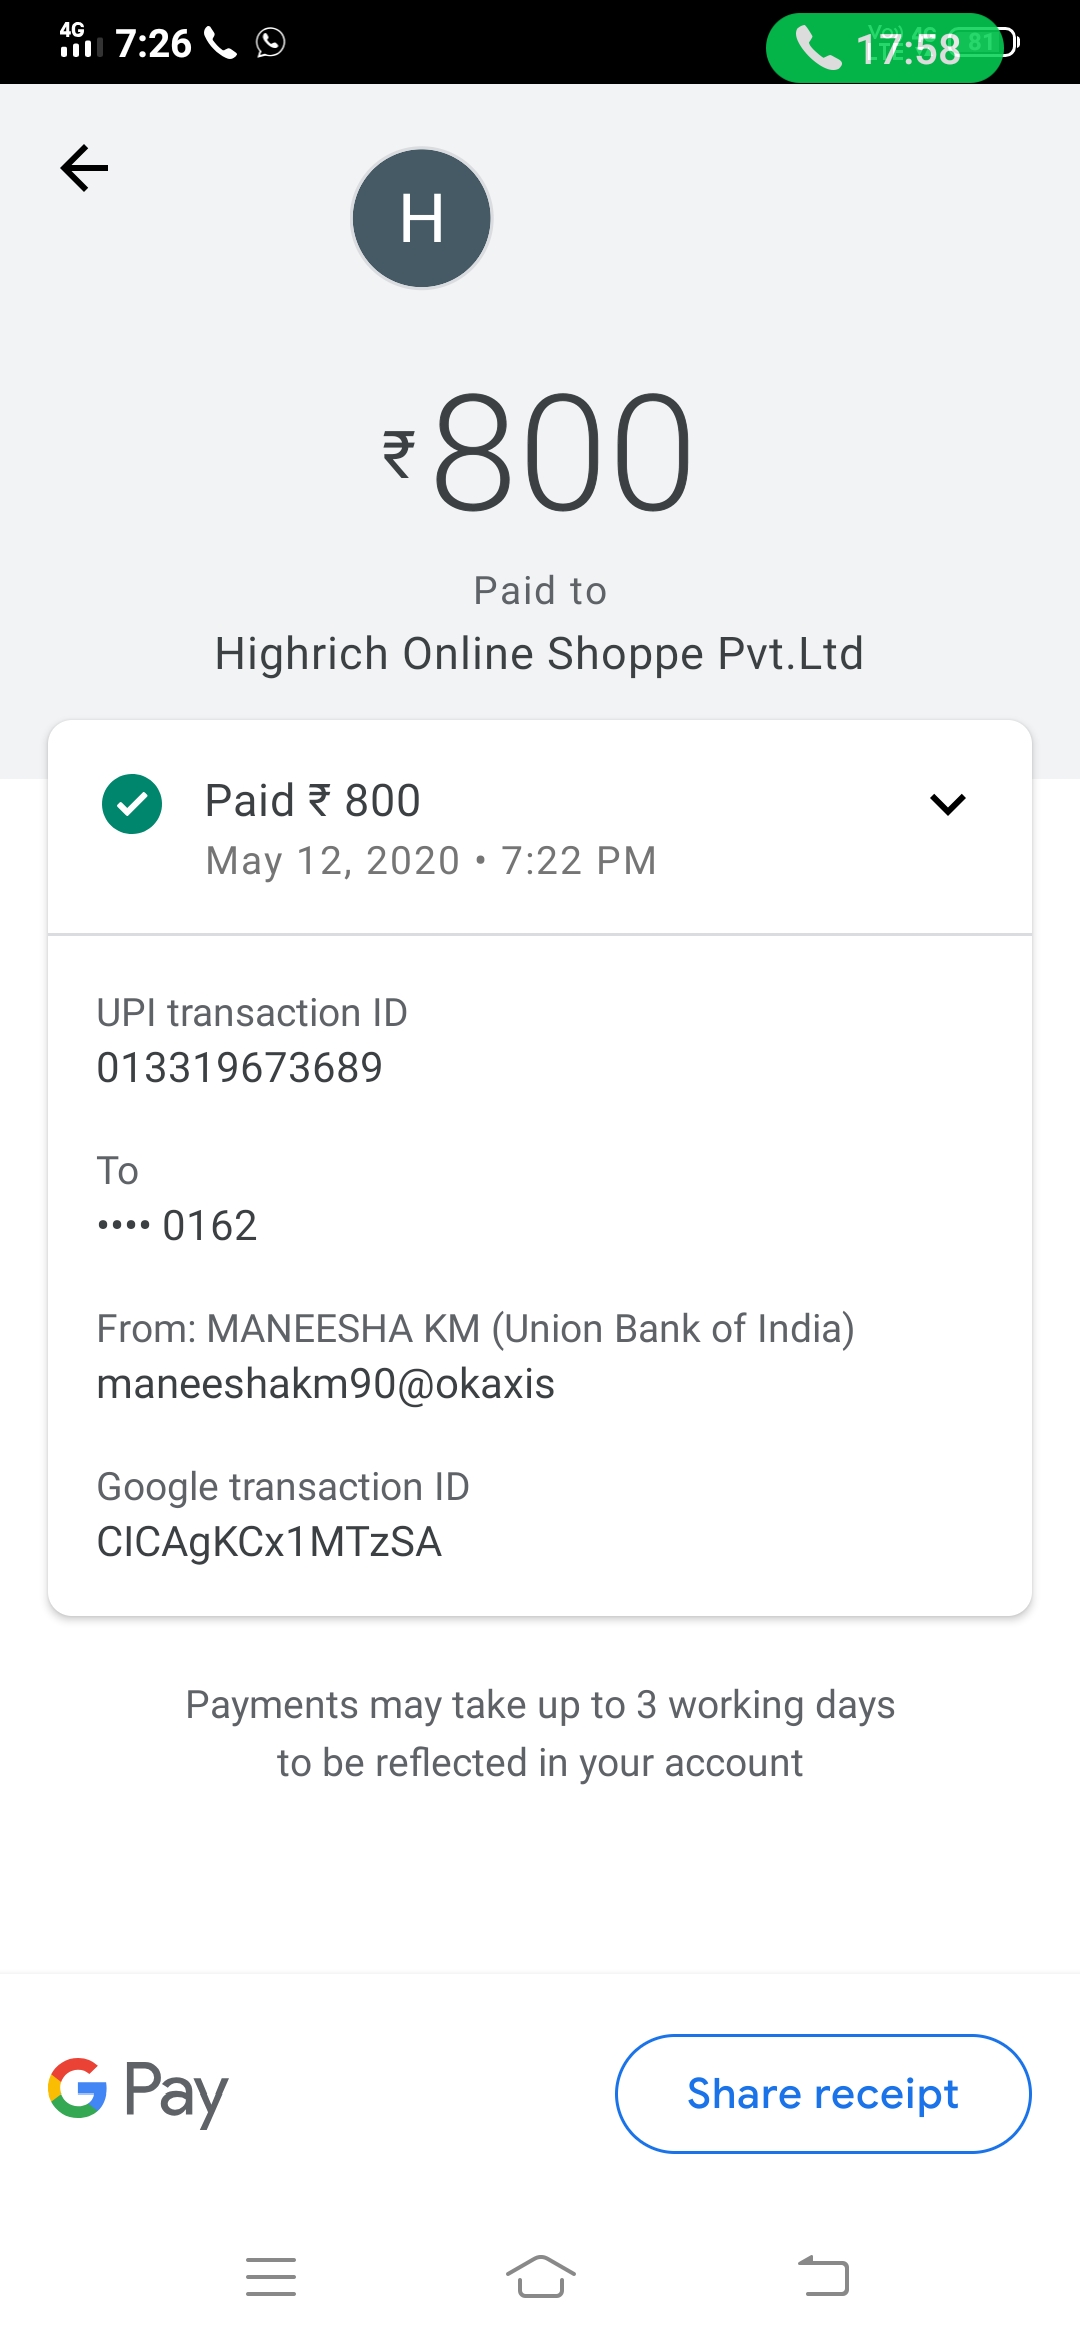 4G 7:26 17:58
81
H
₹800
Paid to
Highrich Online Shoppe Pvt.Ltd
Paid ₹ 800
May 12, 2020 • 7:22 PM
UPI transaction ID
013319673689
To
•••• 0162
From: MANEESHA KM (Union Bank of India)
maneeshakm90@okaxis
Google transaction ID
CICAgKCx1MTzSA
Payments may take up to 3 working days
to be reflected in your account
G Pay
Share receipt